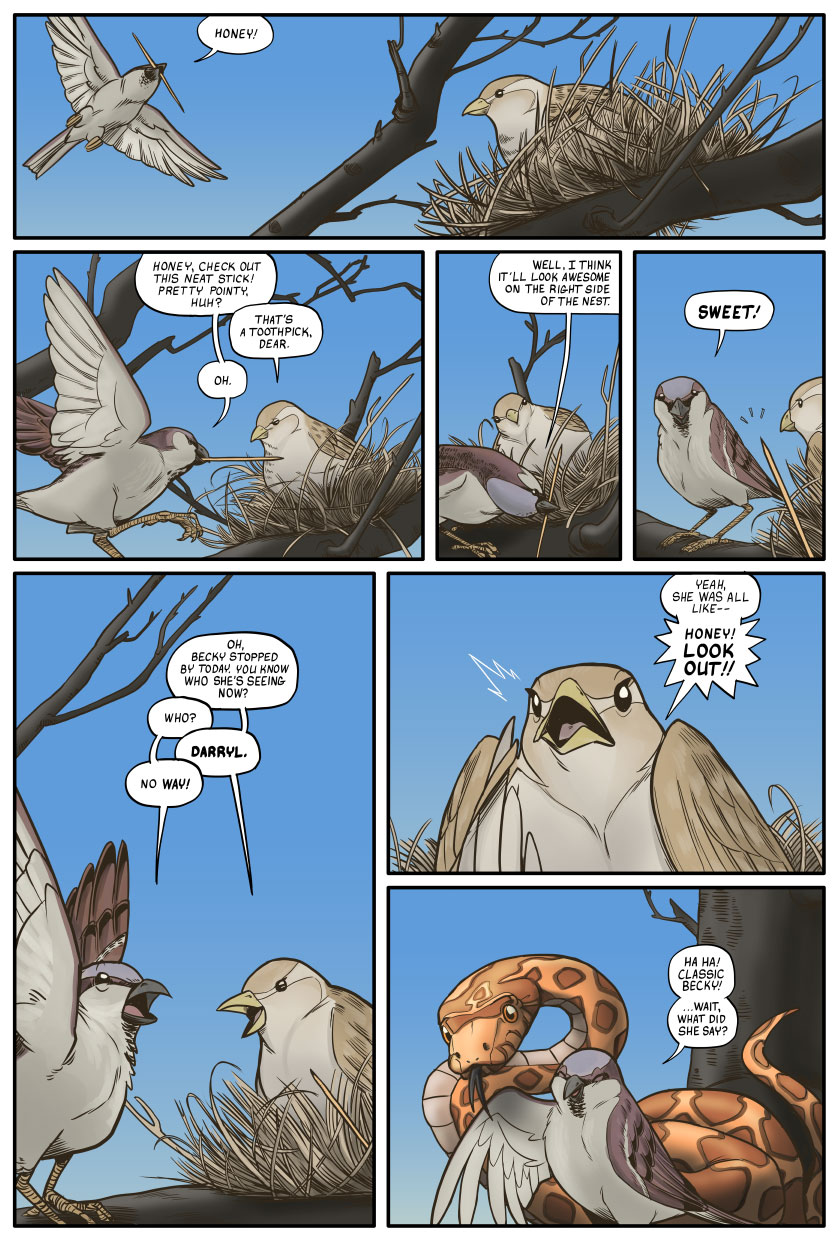 HONEY!
HONEY, CHECK OUT
THIS NEAT STICK!
PRETTY POINTY,
HUH?
THAT'S
A TOOTHPICK,
DEAR.
OH.
WELL, I THINK
IT'LL LOOK AWESOME
ON THE RIGHT SIDE
OF THE NEST.
SWEET!
OH,
BECKY STOPPED
BY TODAY. YOU KNOW
WHO SHE'S SEEING
NOW?
WHO?
DARRYL.
NO WAY!
YEAH,
SHE WAS ALL
LIKE--
HONEY!
LOOK
OUT!!
HA HA!
CLASSIC
BECKY!
...WAIT,
WHAT DID
SHE SAY?